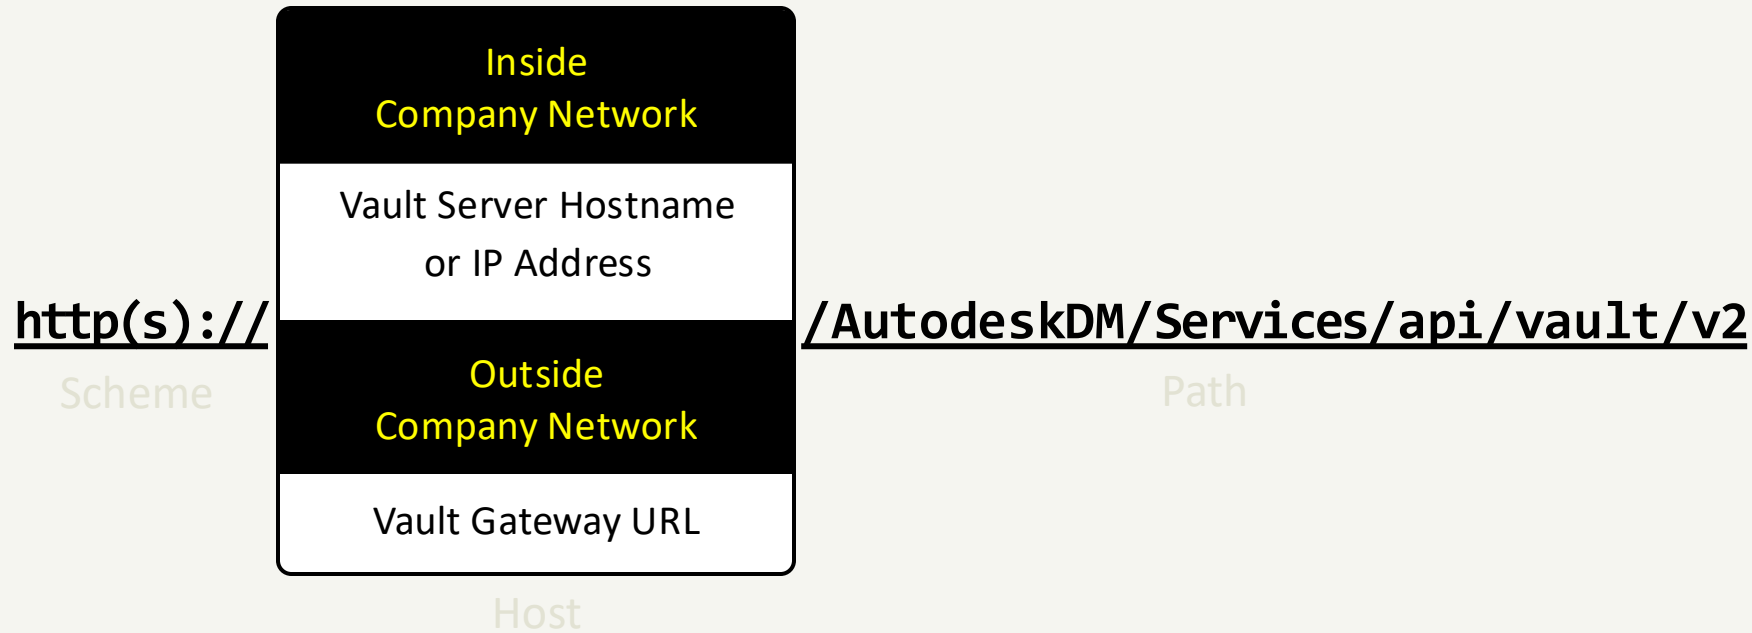 Inside
Company Network
Vault Server Hostname
or IP Address
http(s)://
/AutodeskDM/Services/api/vault/v2
Outside
Company Network
Scheme
Path
Vault Gateway URL
Host